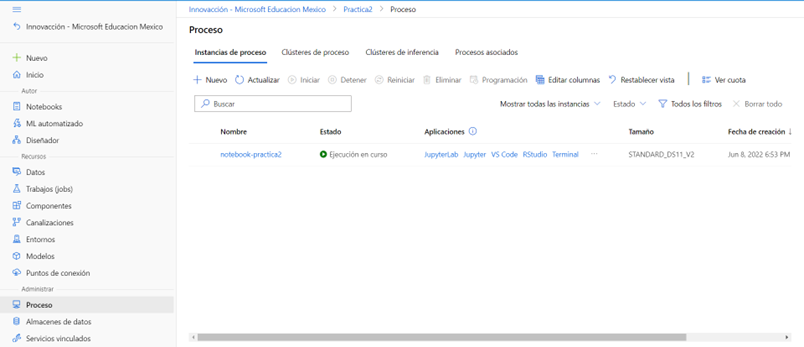 Innovacción - Microsoft Educacion Mexico
Nuevo
Inicio
Autor
Notebooks
ML automatizado
Diseñador
Recursos
Datos
Trabajos (jobs)
Componentes
Canalizaciones
Entornos
Modelos
Puntos de conexión
Administrar
Proceso
Almacenes de datos
Servicios vinculados
Innovacción - Microsoft Educacion Mexico > Practica2 > Proceso
Proceso
Instancias de proceso Clústeres de proceso Clústeres de inferencia Procesos asociados
Nuevo Actualizar Iniciar Detener Reiniciar Eliminar Programación Editar columnas Restablecer vista Ver cuota
Buscar Mostrar todas las instancias Estado Todos los filtros Borrar todo
Nombre Estado Aplicaciones Tamaño Fecha de creación ↓
notebook-practica2 Ejecución en curso JupyterLab Jupyter VS Code RStudio Terminal ... STANDARD_DS11_V2 Jun 8, 2022 6:53 PM